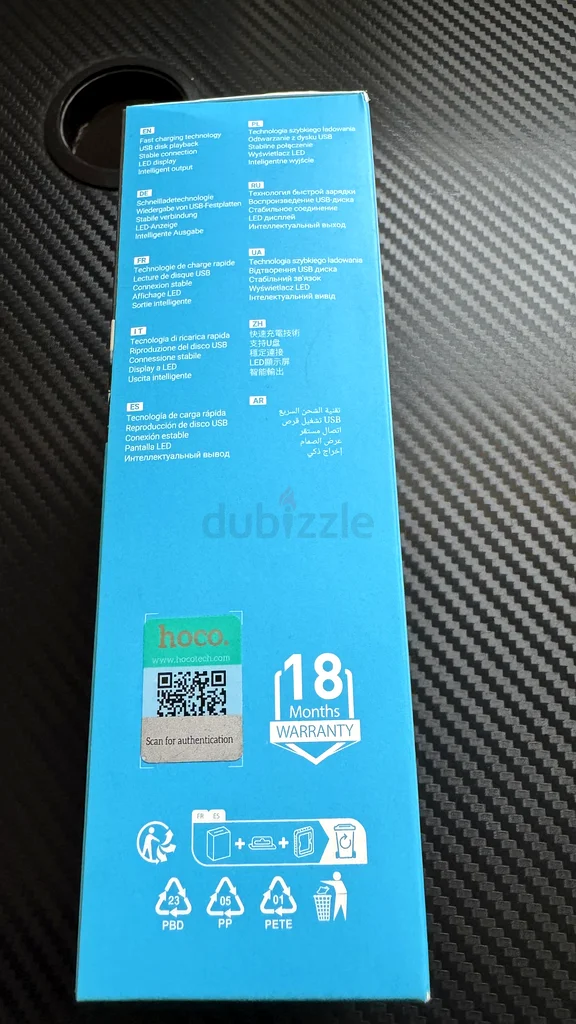 EN
Fast charging technology
USB disk playback
Stable connection
LED display
Intelligent output
DE
Schnellladetechnologie
Wiedergabe von USB-Festplatten
Stabile verbindung
LED-Anzeige
Intelligente Ausgabe
FR
Technologie de charge rapide
Lecture de disque USB
Connexion stable
Affichage LED
Sortie intelligente
IT
Tecnologia di ricarica rapida
Riproduzione del disco USB
Connessione stabile
Display a LED
Uscita intelligente
ES
Tecnología de carga rápida
Reproducción de disco USB
Conexión estable
Pantalla LED
Интеллектуальный вывод
PL
Technologia szybkiego ładowania
Odtwarzanie z dysku USB
Stabilne połączenie
Wyświetlacz LED
Inteligentne wyjście
RU
Технология быстрой зарядки
Воспроизведение USB-диска
Стабильное соединение
LED дисплей
Интеллектуальный выход
UA
Technologia szybkiego ładowania
Відтворення USB диска
Стабільний зв'язок
Wyświetlacz LED
Інтелектуальний вивід
ZH
快速充電技術
支持U盘
穩定連接
LED顯示屏
智能輸出
AR
تقنية الشحن السريع
USB تشغيل قرص
اتصال مستقر
عرض الصمام
إخراج ذكي
dubizzle
hoco.
www.hocotech.com
Scan for authentication
18
Months
WARRANTY
FR ES
23 05 01
PBD PP PETE